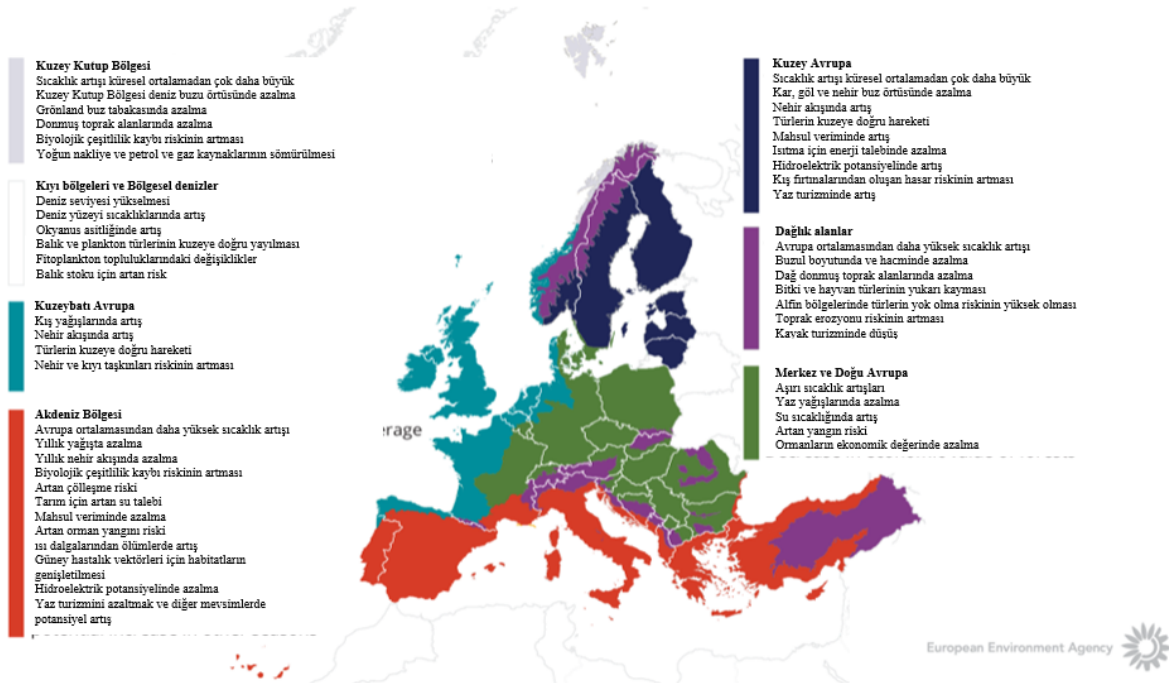 Kuzey Kutup Bölgesi
Sıcaklık artışı küresel ortalamadan çok daha büyük
Kuzey Kutup Bölgesi deniz buzu örtüsünde azalma
Grönland buz tabakasında azalma
Donmuş toprak alanlarında azalma
Biyolojik çeşitlilik kaybı riskinin artması
Yoğun nakliye ve petrol ve gaz kaynaklarının sömürülmesi
Kıyı bölgeleri ve Bölgesel denizler
Deniz seviyesi yükselmesi
Deniz yüzeyi sıcaklıklarında artış
Okyanus asitliğinde artış
Balık ve plankton türlerinin kuzeye doğru yayılması
Fitoplankton topluluklarındaki değişiklikler
Balık stoku için artan risk
Kuzeybatı Avrupa
Kış yağışlarında artış
Nehir akışında artış
Türlerin kuzeye doğru hareketi
Nehir ve kıyı taşkınları riskinin artması
Akdeniz Bölgesi
Avrupa ortalamasından daha yüksek sıcaklık artışı
Yıllık yağışta azalma
Yıllık nehir akışında azalma
Biyolojik çeşitlilik kaybı riskinin artması
Artan çölleşme riski
Tarım için artan su talebi
Mahsul veriminde azalma
Artan orman yangını riski
ısı dalgalarından ölümlerde artış
Güney hastalık vektörleri için habitatların
genişletilmesi
Hidroelektrik potansiyelinde azalma
Yaz turizmini azaltmak ve diğer mevsimlerde
potansiyel artış
erage
Kuzey Avrupa
Sıcaklık artışı küresel ortalamadan çok daha büyük
Kar, göl ve nehir buz örtüsünde azalma
Nehir akışında artış
Türlerin kuzeye doğru hareketi
Mahsul veriminde artış
Isıtma için enerji talebinde azalma
Hidroelektrik potansiyelinde artış
Kış fırtınalarından oluşan hasar riskinin artması
Yaz turizminde artış
Dağlık alanlar
Avrupa ortalamasından daha yüksek sıcaklık artışı
Buzul boyutunda ve hacminde azalma
Dağ donmuş toprak alanlarında azalma
Bitki ve hayvan türlerinin yukarı kayması
Alfin bölgelerinde türlerin yok olma riskinin yüksek olması
Toprak erozyonu riskinin artması
Kayak turizminde düşüş
Merkez ve Doğu Avrupa
Aşırı sıcaklık artışları
Yaz yağışlarında azalma
Su sıcaklığında artış
Artan yangın riski
Ormanların ekonomik değerinde azalma
European Environment Agency